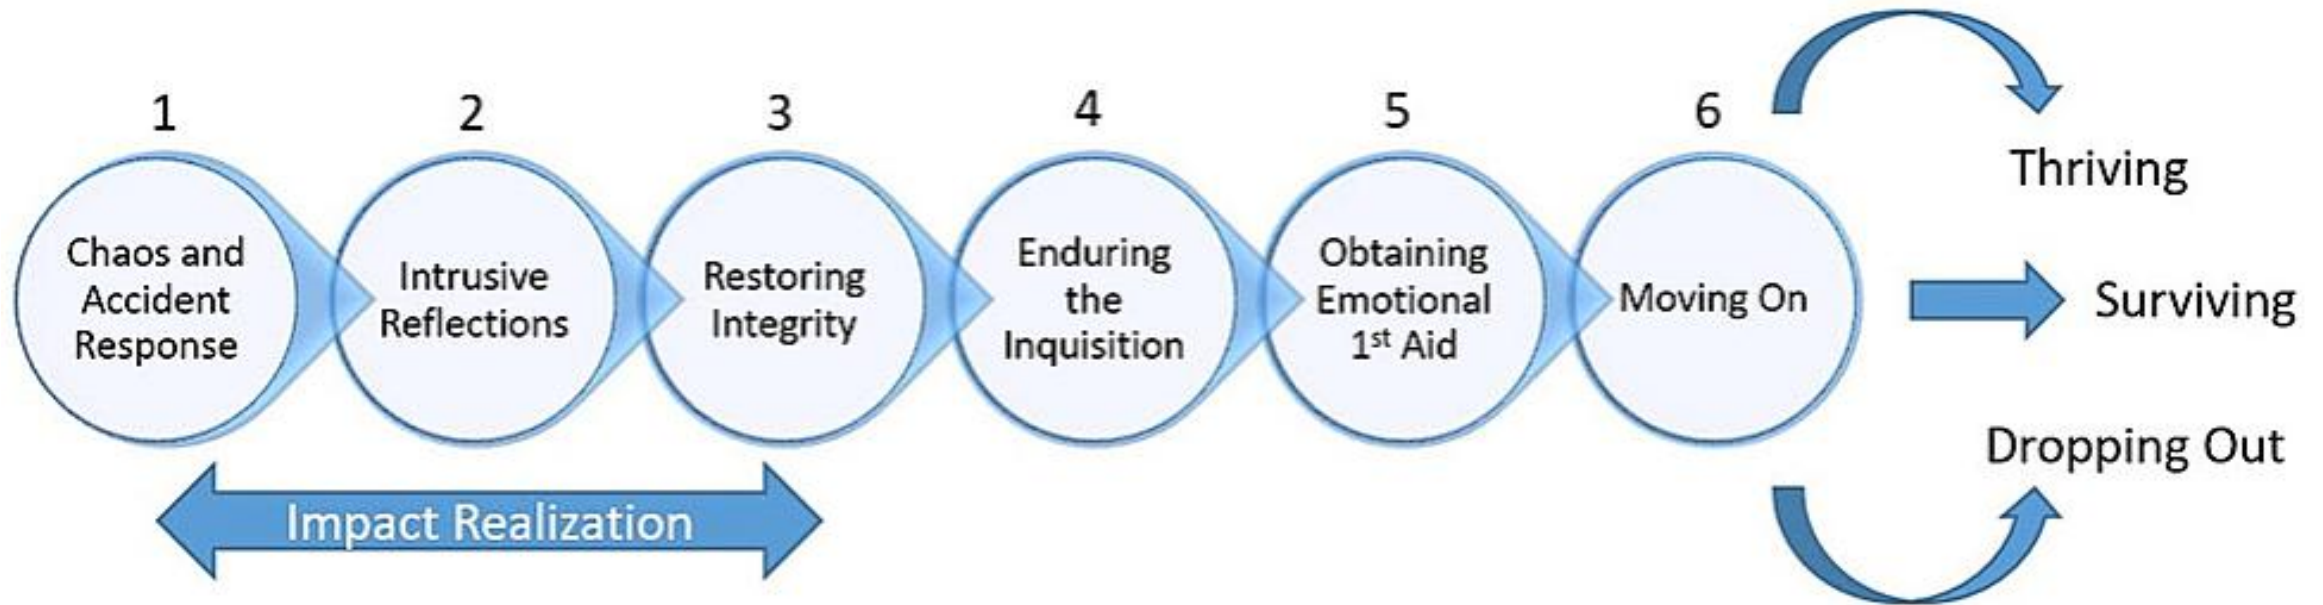 1
Chaos and
Accident
Response
2
Intrusive
Reflections
3
Restoring
Integrity
4
Enduring
the
Inquisition
5
Obtaining
Emotional
1st Aid
6
Moving On
Thriving
Surviving
Dropping Out
Impact Realization